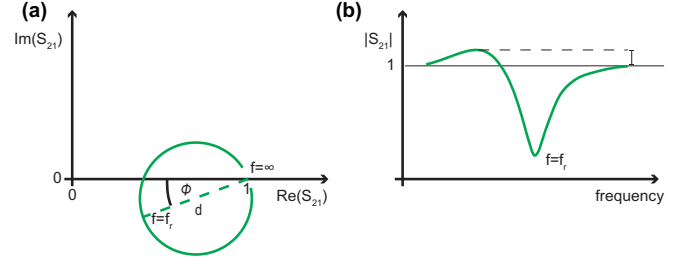 (a)
Im(S21)
0
0
f=∞
ϕ
1
f=fr
d
Re(S21)
(b)
|S21|
1
f=fr
frequency